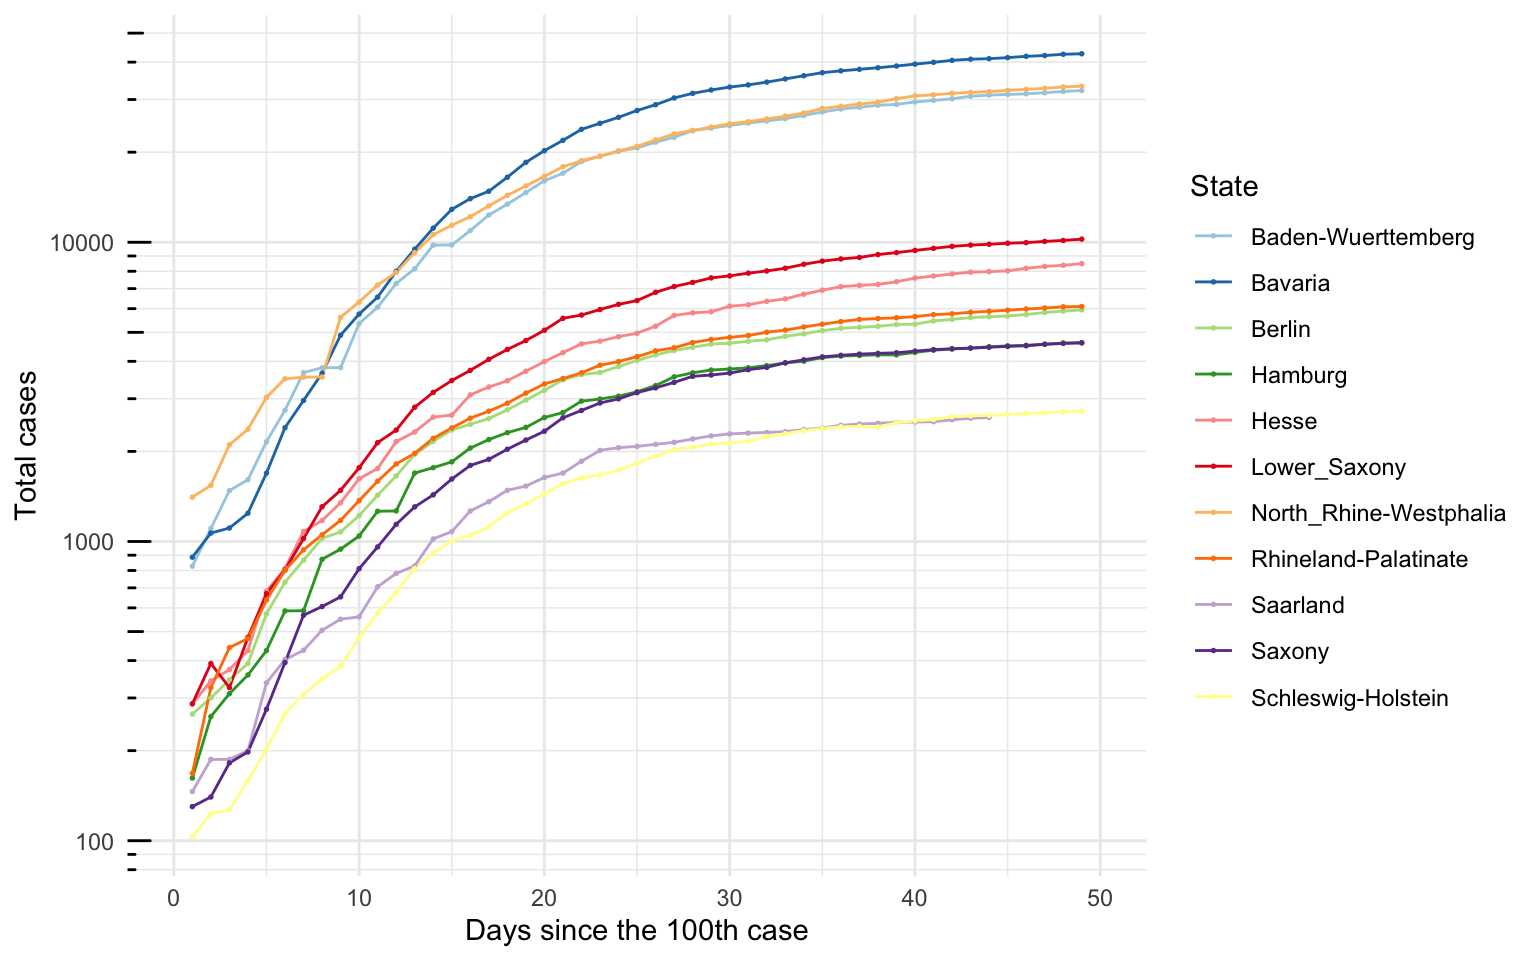 Total cases
10000
1000
100
0 10 20 30 40 50
Days since the 100th case
State
Baden-Wuerttemberg
Bavaria
Berlin
Hamburg
Hesse
Lower_Saxony
North_Rhine-Westphalia
Rhineland-Palatinate
Saarland
Saxony
Schleswig-Holstein